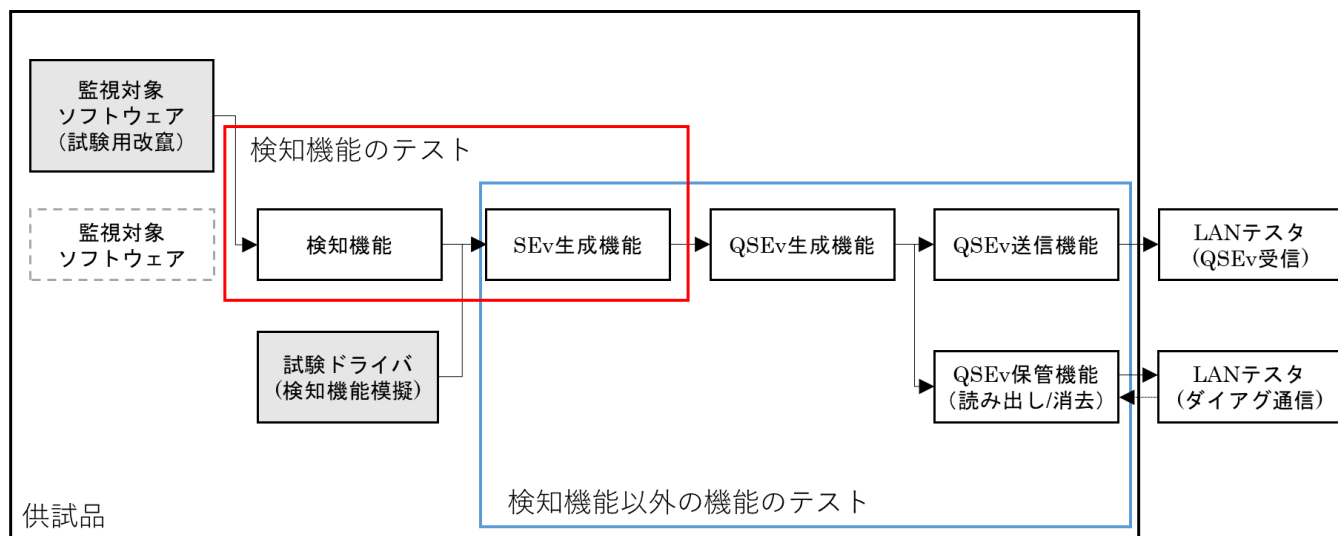 監視対象
ソフトウェア
（試験用改竄）
検知機能のテスト
監視対象
ソフトウェア
検知機能
SEv生成機能
QSEv生成機能
QSEv送信機能
LANテスタ
(QSEv受信)
試験ドライバ
(検知機能模擬)
QSEv保管機能
（読み出し/消去）
LANテスタ
(ダイアグ通信)
検知機能以外の機能のテスト
供試品